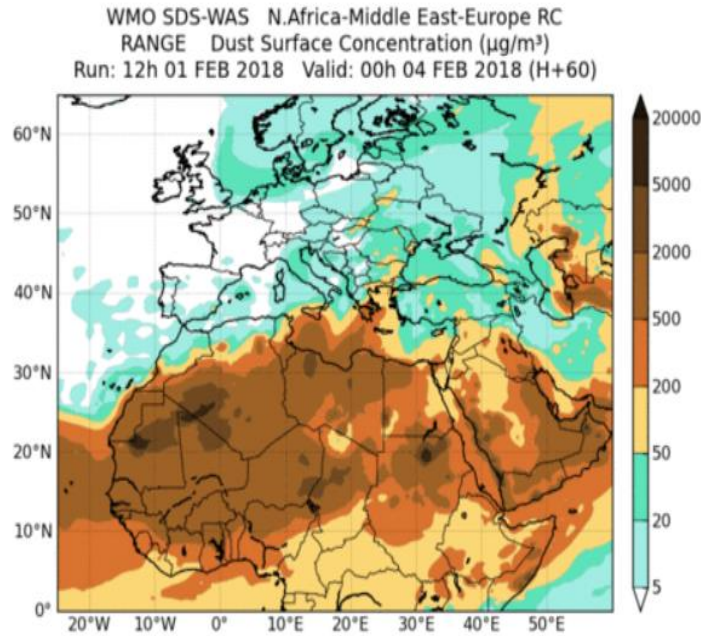 WMO SDS-WAS N.Africa-Middle East-Europe RC
RANGE Dust Surface Concentration (µg/m³)
Run: 12h 01 FEB 2018 Valid: 00h 04 FEB 2018 (H+60)
60°N
50°N
40°N
30°N
20°N
10°N
0°
20°W
10°W
0°E
10°E
20°E
30°E
40°E
50°E
20000
5000
2000
500
200
50
20
5